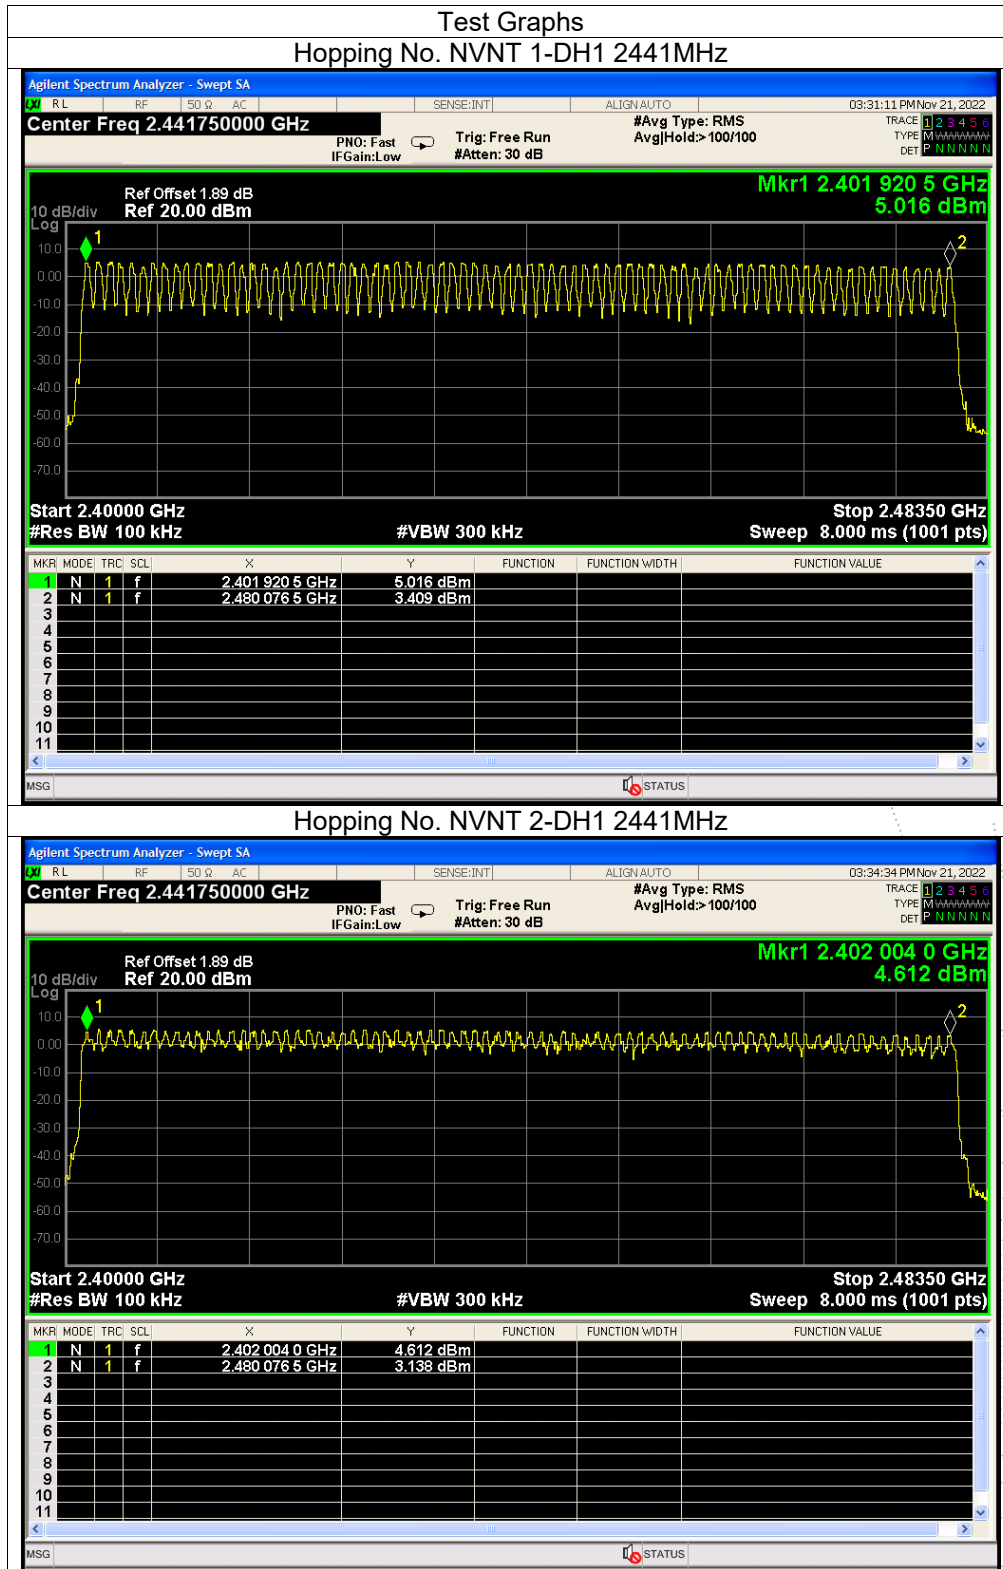 Test Graphs
Hopping No. NVNT 1-DH1 2441MHz
Agilent Spectrum Analyzer - Swept SA
LXI RL RF 50 Ω AC SENSE:INT ALIGN AUTO 03:31:11 PM Nov 21, 2022
Center Freq 2.441750000 GHz #Avg Type: RMS TRACE 1 2 3 4 5 6
PNO: Fast Trig: Free Run Avg|Hold:>100/100 TYPE M WWWWW
IFGain:Low #Atten: 30 dB DET P N N N N N
Mkr1 2.401 920 5 GHz
Ref Offset 1.89 dB
10 dB/div Ref 20.00 dBm 5.016 dBm
Log
1
2
10.0
0.00
-10.0
-20.0
-30.0
-40.0
-50.0
-60.0
-70.0
Start 2.40000 GHz Stop 2.48350 GHz
#Res BW 100 kHz #VBW 300 kHz Sweep 8.000 ms (1001 pts)
MKR MODE TRC SCL X Y FUNCTION FUNCTION WIDTH FUNCTION VALUE
1 N 1 f 2.401 920 5 GHz 5.016 dBm
2 N 1 f 2.480 076 5 GHz 3.409 dBm
3
4
5
6
7
8
9
10
11
MSG STATUS
Hopping No. NVNT 2-DH1 2441MHz
Agilent Spectrum Analyzer - Swept SA
LXI RL RF 50 Ω AC SENSE:INT ALIGN AUTO 03:34:34 PM Nov 21, 2022
Center Freq 2.441750000 GHz #Avg Type: RMS TRACE 1 2 3 4 5 6
PNO: Fast Trig: Free Run Avg|Hold:>100/100 TYPE M WWWWW
IFGain:Low #Atten: 30 dB DET P N N N N N
Mkr1 2.402 004 0 GHz
Ref Offset 1.89 dB
10 dB/div Ref 20.00 dBm 4.612 dBm
Log
1
2
10.0
0.00
-10.0
-20.0
-30.0
-40.0
-50.0
-60.0
-70.0
Start 2.40000 GHz Stop 2.48350 GHz
#Res BW 100 kHz #VBW 300 kHz Sweep 8.000 ms (1001 pts)
MKR MODE TRC SCL X Y FUNCTION FUNCTION WIDTH FUNCTION VALUE
1 N 1 f 2.402 004 0 GHz 4.612 dBm
2 N 1 f 2.480 076 5 GHz 3.138 dBm
3
4
5
6
7
8
9
10
11
MSG STATUS